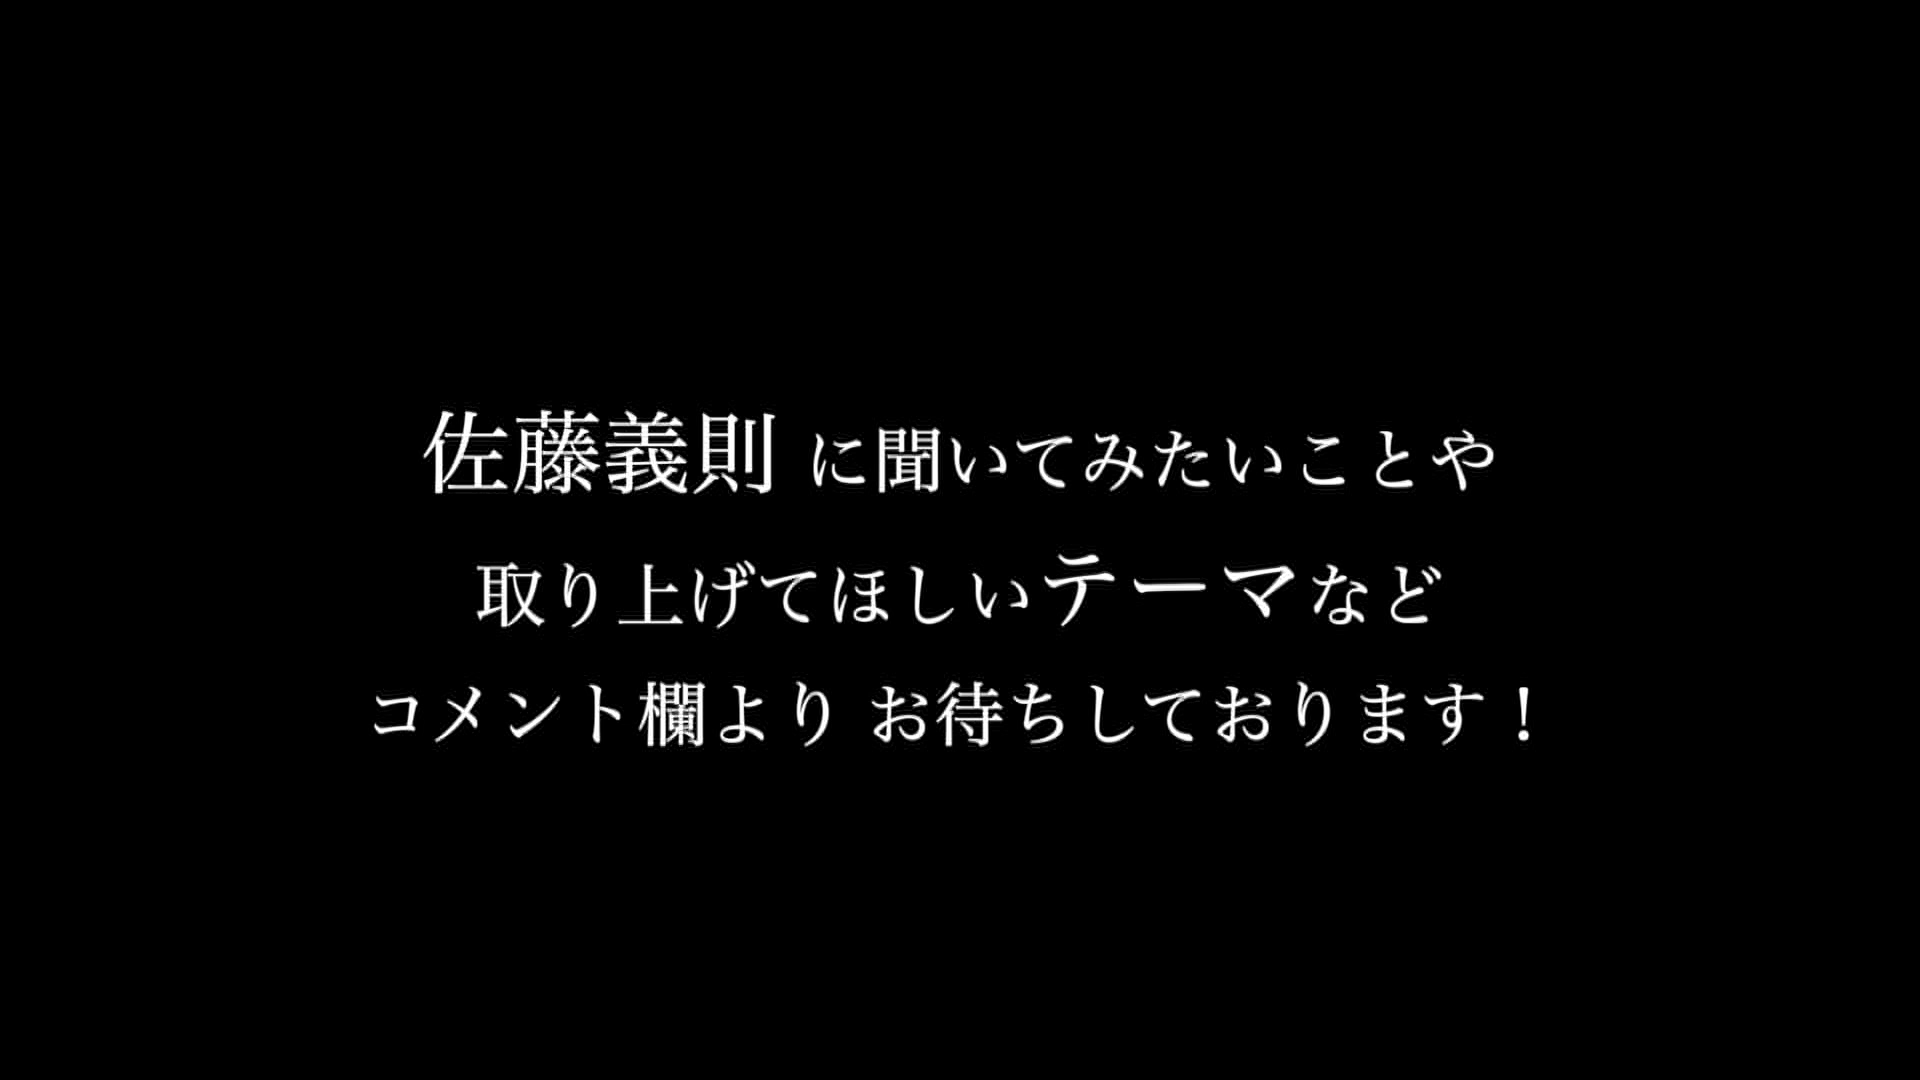 佐藤義則 に聞いてみたいことや
取り上げてほしいテーマなど
コメント欄より お待ちしております！